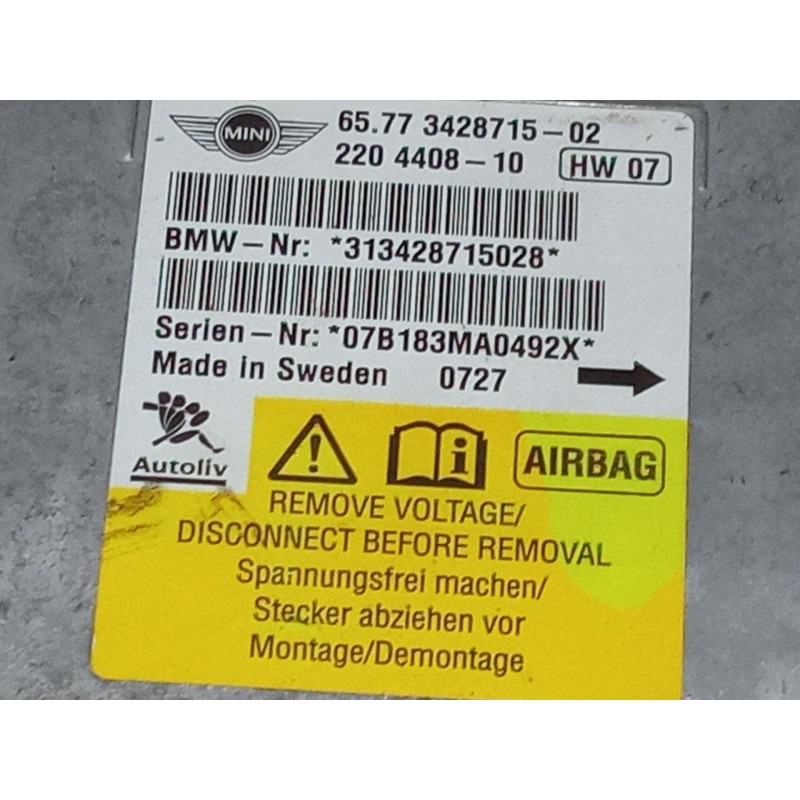 MINI
65.77 3428715-02
220 4408-10 HW 07
BMW-Nr: *313428715028*
Serien-Nr: *07B183MA0492X*
Made in Sweden 0727
Autoliv
AIRBAG
REMOVE VOLTAGE/
DISCONNECT BEFORE REMOVAL
Spannungsfrei machen/
Stecker abziehen vor
Montage/Demontage